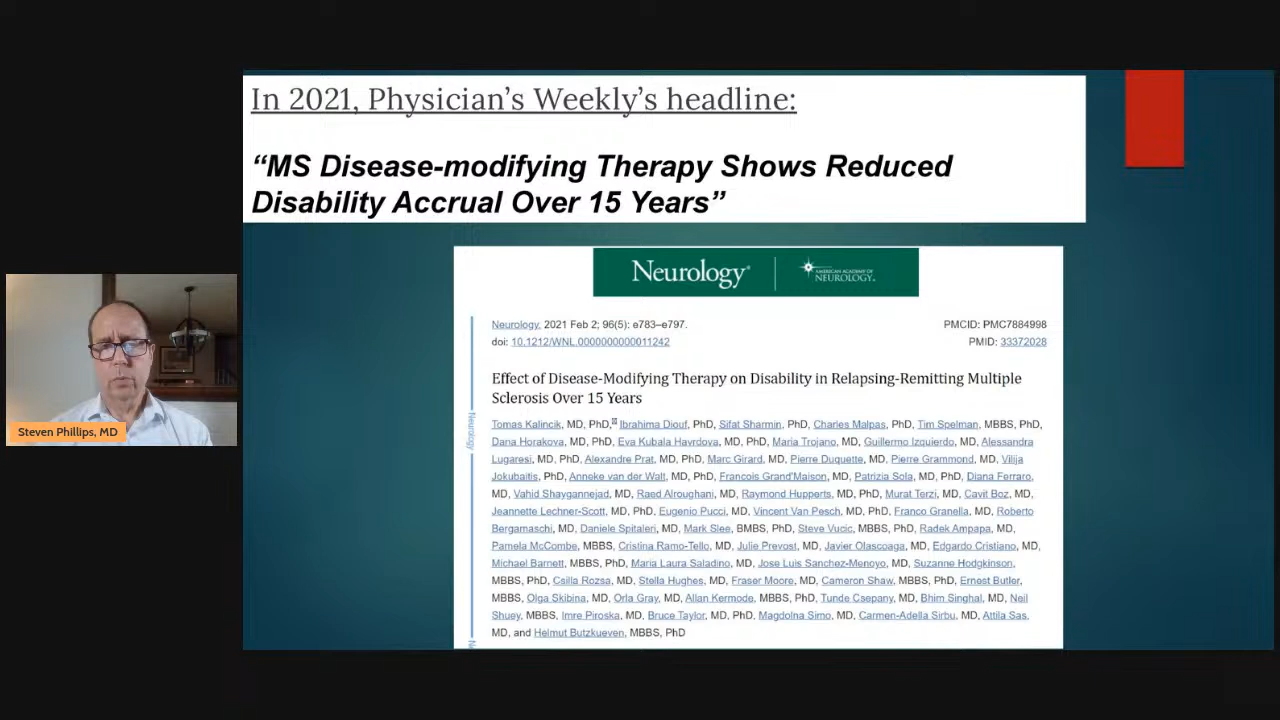 In 2021, Physician’s Weekly’s headline:
“MS Disease-modifying Therapy Shows Reduced
Disability Accrual Over 15 Years”
Neurology®
AMERICAN ACADEMY OF
NEUROLOGY.
Neurology, 2021 Feb 2; 96(5): e783–e797.
PMCID: PMC7884998
doi: 10.1212/WNL.0000000000011242
PMID: 33372028
Effect of Disease-Modifying Therapy on Disability in Relapsing-Remitting Multiple
Sclerosis Over 15 Years
Tomas Kalincik, MD, PhD, Ibrahima Diouf, PhD, Sifat Sharmin, PhD, Charles Malpas, PhD, Tim Spelman, MBBS, PhD,
Dana Horakova, MD, PhD, Eva Kubala Havrdova, MD, PhD, Maria Trojano, MD, Guillermo Izquierdo, MD, Alessandra
Lugaresi, MD, PhD, Alexandre Prat, MD, PhD, Marc Girard, MD, Pierre Duquette, MD, Pierre Grammond, MD, Vilija
Jokubaitis, PhD, Anneke van der Walt, MD, PhD, Francois Grand'Maison, MD, Patrizia Sola, MD, PhD, Diana Ferraro,
MD, Vahid Shaygannejad, MD, Raed Alroughani, MD, Raymond Hupperts, MD, PhD, Murat Terzi, MD, Cavit Boz, MD,
Jeannette Lechner-Scott, MD, PhD, Eugenio Pucci, MD, Vincent Van Pesch, MD, PhD, Franco Granella, MD, Roberto
Bergamaschi, MD, Daniele Spitaleri, MD, Mark Slee, BMBS, PhD, Steve Vucic, MBBS, PhD, Radek Ampapa, MD,
Pamela McCombe, MBBS, Cristina Ramo-Tello, MD, Julie Prevost, MD, Javier Olascoaga, MD, Edgardo Cristiano, MD,
Michael Barnett, MBBS, PhD, Maria Laura Saladino, MD, Jose Luis Sanchez-Menoyo, MD, Suzanne Hodgkinson,
MBBS, PhD, Csilla Rozsa, MD, Stella Hughes, MD, Fraser Moore, MD, Cameron Shaw, MBBS, PhD, Ernest Butler,
MBBS, Olga Skibina, MD, Orla Gray, MD, Allan Kermode, MBBS, PhD, Tunde Csepany, MD, Bhim Singhal, MD, Neil
Shuey, MBBS, Imre Piroska, MD, Bruce Taylor, MD, PhD, Magdolna Simo, MD, Carmen-Adella Sirbu, MD, Attila Sas,
MD, and Helmut Butzkueven, MBBS, PhD
Neurology
Steven Phillips, MD